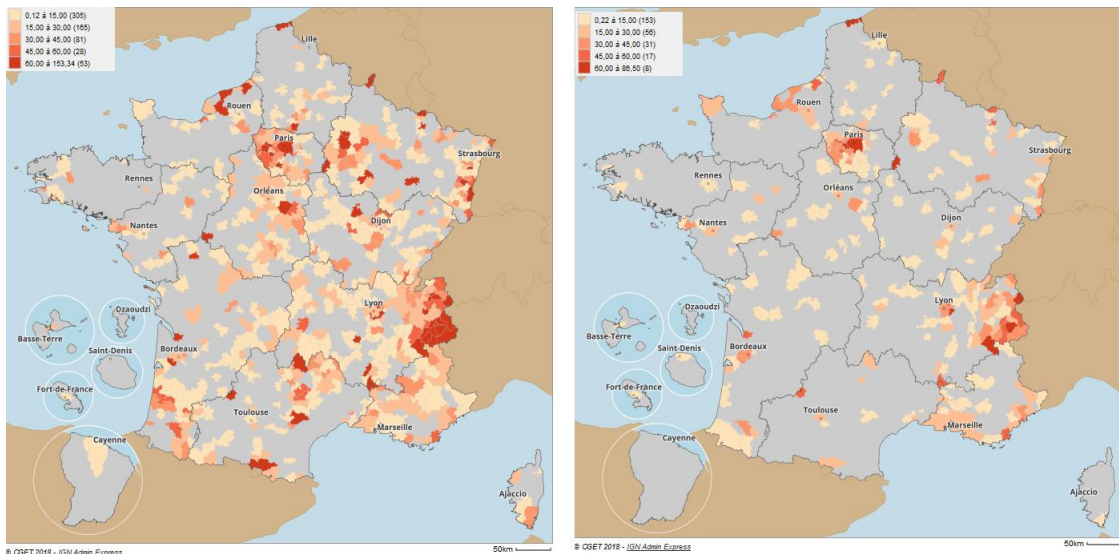 0,12 à 15,00 (305)
15,00 à 30,00 (165)
30,00 à 45,00 (81)
45,00 à 60,00 (28)
60,00 à 153,34 (53)
Lille
Rouen
Paris
Strasbourg
Rennes
Orléans
Nantes
Dijon
Lyon
Dzaoudzi
Basse-Terre
Saint-Denis
Bordeaux
Fort-de-France
Toulouse
Marseille
Cayenne
Ajaccio
© CGET 2018 - IGN Admin Express
50km
0,22 à 15,00 (153)
15,00 à 30,00 (56)
30,00 à 45,00 (31)
45,00 à 60,00 (17)
60,00 à 86,50 (8)
Lille
Rouen
Paris
Strasbourg
Rennes
Orléans
Nantes
Dijon
Lyon
Dzaoudzi
Basse-Terre
Saint-Denis
Bordeaux
Fort-de-France
Toulouse
Marseille
Cayenne
Ajaccio
© CGET 2018 - IGN Admin Express
50km